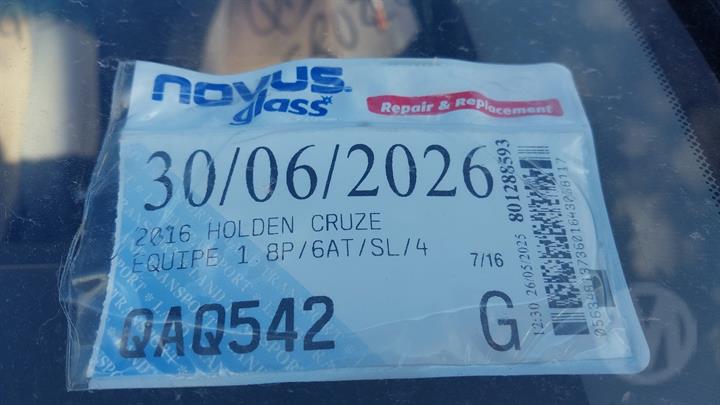 novus
glass
Repair & Replacement
30/06/2026
2016 HOLDEN CRUZE
EQUIPE 1.8P/6AT/SL/4
7/16
QAQ542
G
12:30 26/05/2025
801288593